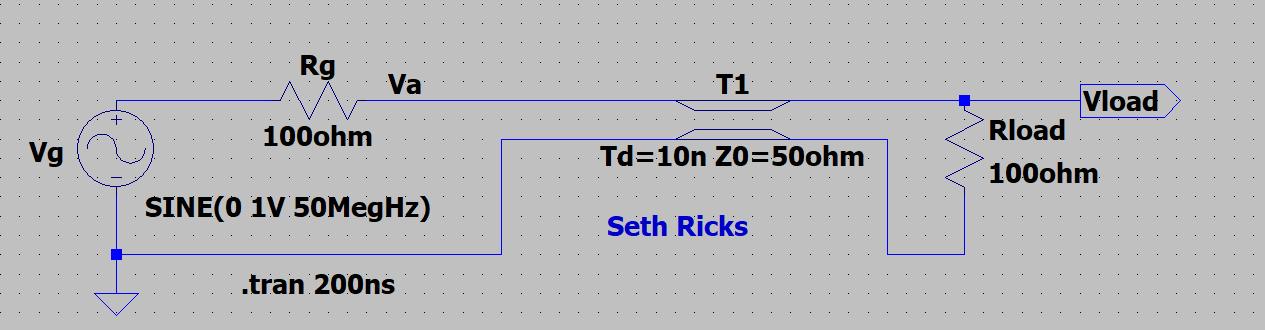 Rg
Va
T1
Vload
100ohm
Rload
Vg
Td=10n Z0=50ohm
100ohm
SINE(0 1V 50MegHz)
Seth Ricks
.tran 200ns